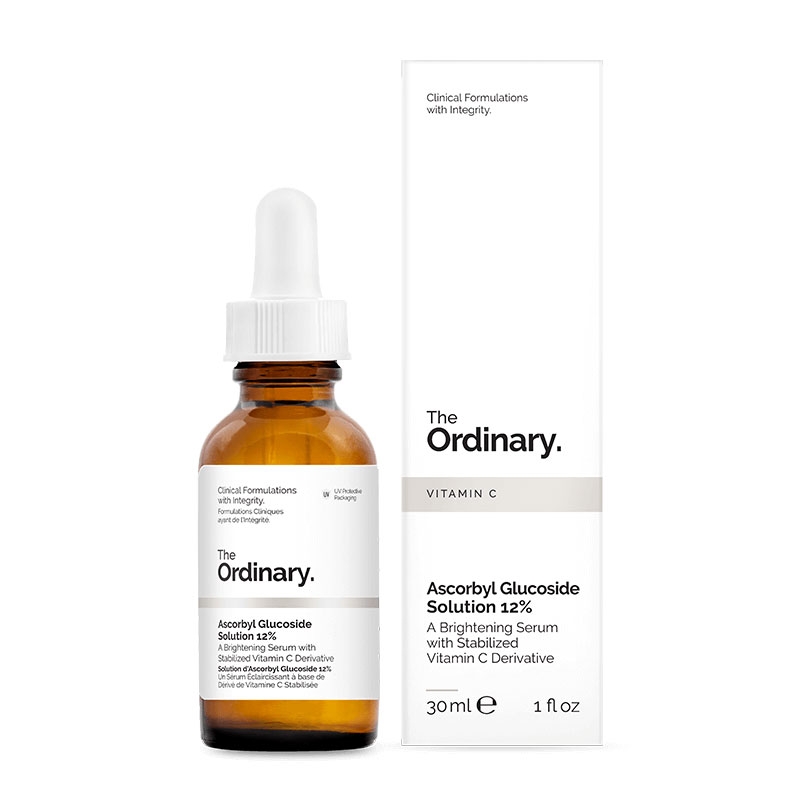 Clinical Formulations
with Integrity.
Formulations Cliniques
ayant de l'Intégrité.
UV
UV Protective
Packaging
The
Ordinary.
Ascorbyl Glucoside
Solution 12%
A Brightening Serum with
Stabilized Vitamin C Derivative
Solution d'Ascorbyl Glucoside 12%
Un Sérum Éclaircissant à base de
Dérivé de Vitamine C Stabilisée
Clinical Formulations
with Integrity.
The
Ordinary.
VITAMIN C
Ascorbyl Glucoside
Solution 12%
A Brightening Serum
with Stabilized
Vitamin C Derivative
30 ml ℮ 1 fl oz